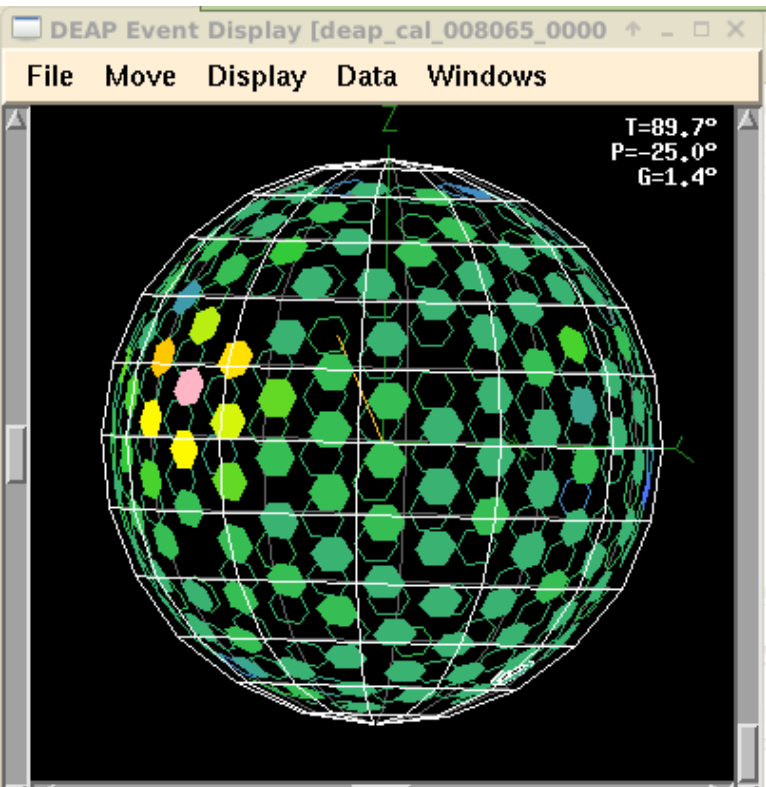 DEAP Event Display [deap_cal_008065_0000
File Move Display Data Windows
Z
T=89.7°
P=-25.0°
G=1.4°
X
Y